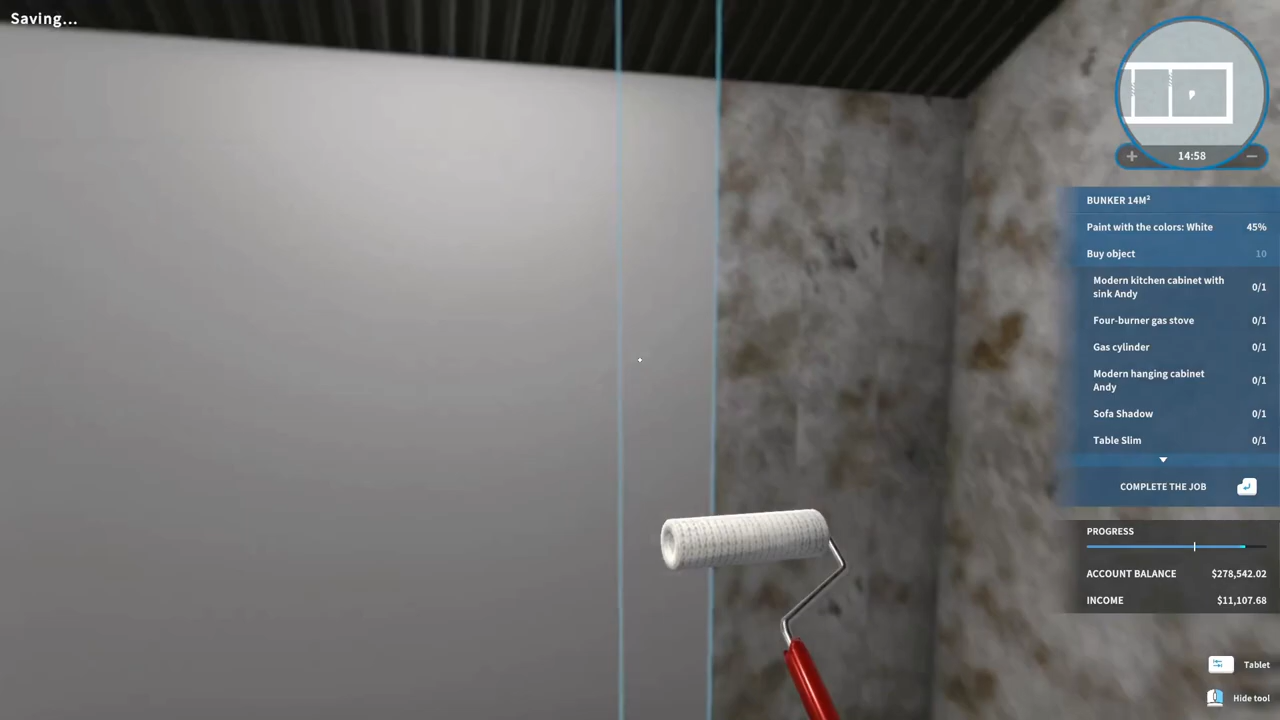 Saving...
14:58
BUNKER 14M²
Paint with the colors: White 45%
Buy object 10
Modern kitchen cabinet with
sink Andy 0/1
Four-burner gas stove 0/1
Gas cylinder 0/1
Modern hanging cabinet
Andy 0/1
Sofa Shadow 0/1
Table Slim 0/1
COMPLETE THE JOB
PROGRESS
ACCOUNT BALANCE $278,542.02
INCOME $11,107.68
Tablet
Hide tool